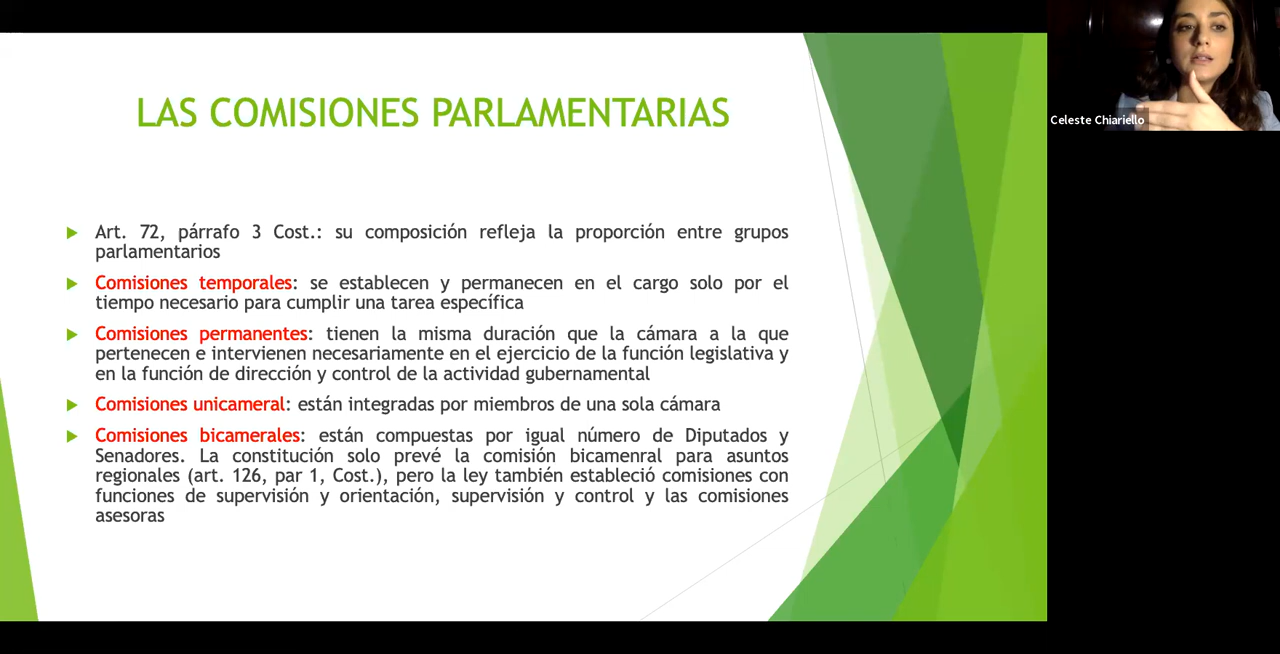 LAS COMISIONES PARLAMENTARIAS
Celeste Chiariello
Art. 72, párrafo 3 Cost.: su composición refleja la proporción entre grupos
parlamentarios
Comisiones temporales: se establecen y permanecen en el cargo solo por el
tiempo necesario para cumplir una tarea específica
Comisiones permanentes: tienen la misma duración que la cámara a la que
pertenecen e intervienen necesariamente en el ejercicio de la función legislativa y
en la función de dirección y control de la actividad gubernamental
Comisiones unicameral: están integradas por miembros de una sola cámara
Comisiones bicamerales: están compuestas por igual número de Diputados y
Senadores. La constitución solo prevé la comisión bicamenral para asuntos
regionales (art. 126, par 1, Cost.), pero la ley también estableció comisiones con
funciones de supervisión y orientación, supervisión y control y las comisiones
asesoras